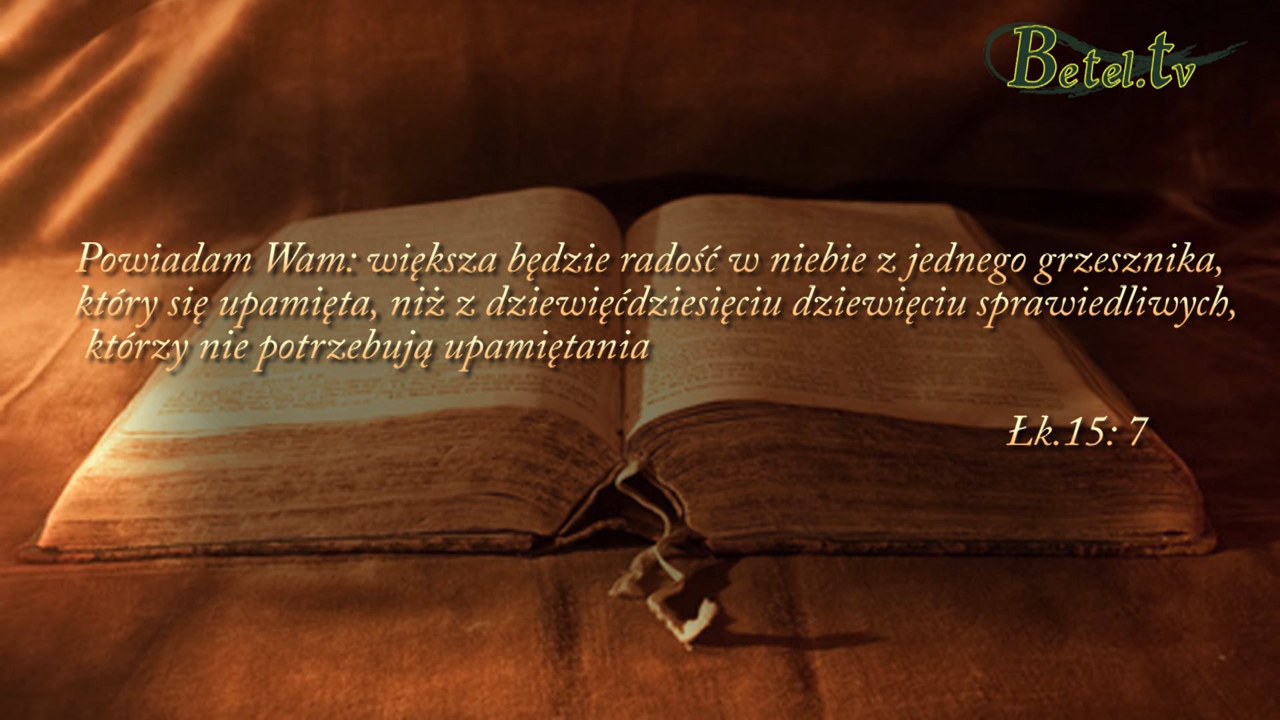 Betel.tv
Powiadam Wam: większa będzie radość w niebie z jednego grzesznika,
który się upamięta, niż z dziewięćdziesięciu dziewięciu sprawiedliwych,
którzy nie potrzebują upamiętania
Łk.15: 7